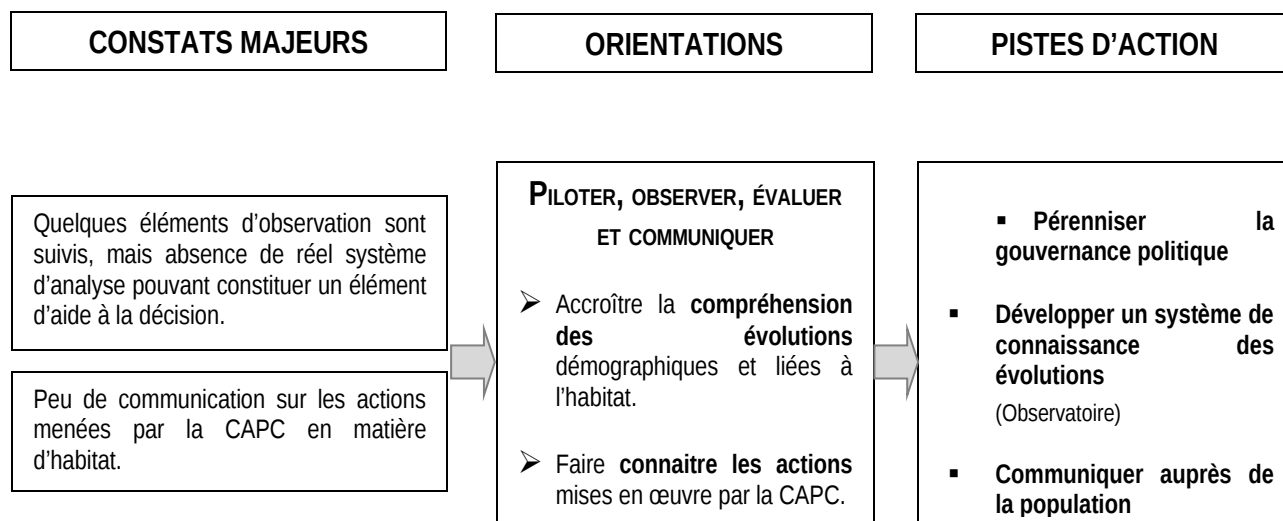 CONSTATS MAJEURS
ORIENTATIONS
PISTES D’ACTION
Quelques éléments d’observation sont
suivis, mais absence de réel système
d’analyse pouvant constituer un élément
d’aide à la décision.
Peu de communication sur les actions
menées par la CAPC en matière
d’habitat.
PILOTER, OBSERVER, ÉVALUER
ET COMMUNIQUER
➢ Accroître la compréhension
des évolutions
démographiques et liées à
l’habitat.
➢ Faire connaitre les actions
mises en œuvre par la CAPC.
▪ Pérenniser la
gouvernance politique
▪ Développer un système de
connaissance des
évolutions
(Observatoire)
▪ Communiquer auprès de
la population